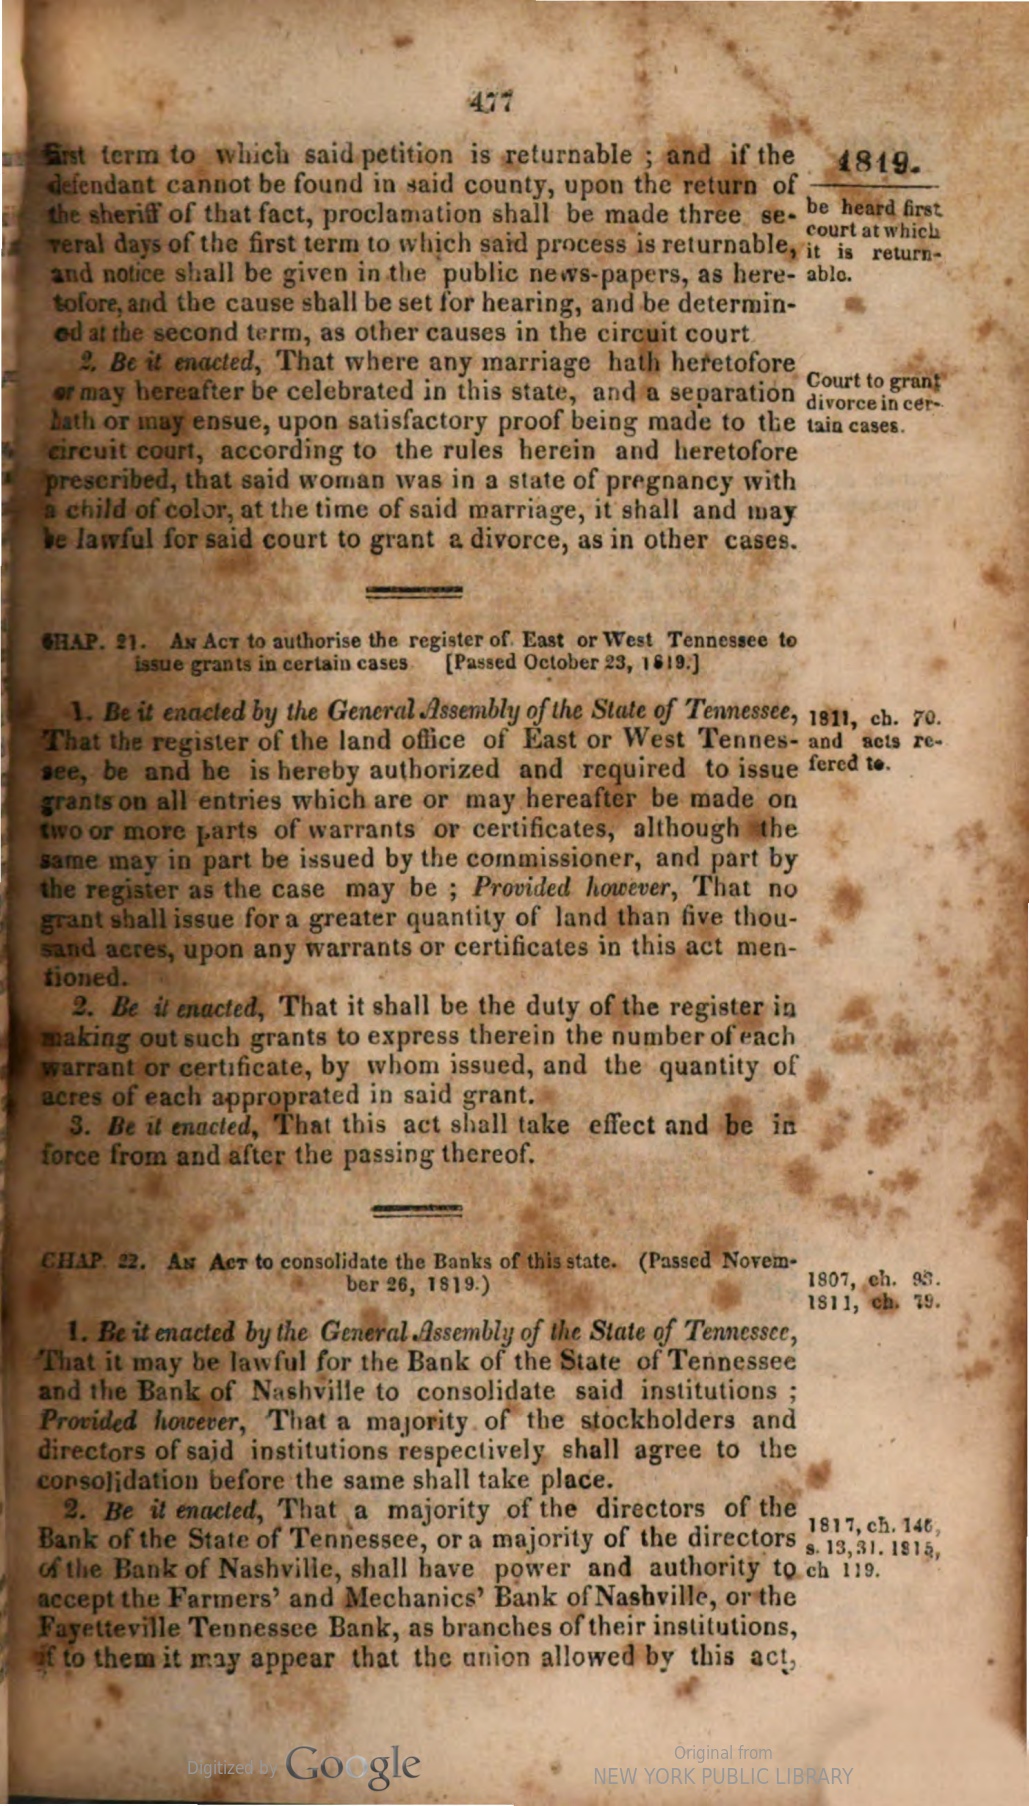 477
first term to which said petition is returnable ; and if the
defendant cannot be found in said county, upon the return of
the sheriff of that fact, proclamation shall be made three se-
veral days of the first term to which said process is returnable,
and notice shall be given in the public news-papers, as here-
tofore, and the cause shall be set for hearing, and be determin-
ed at the second term, as other causes in the circuit court
1819.
be heard first
court at which
it is return-
able.
2. Be it enacted, That where any marriage hath heretofore
or may hereafter be celebrated in this state, and a separation
hath or may ensue, upon satisfactory proof being made to the
circuit court, according to the rules herein and heretofore
prescribed, that said woman was in a state of pregnancy with
a child of color, at the time of said marriage, it shall and may
be lawful for said court to grant a divorce, as in other cases.
Court to grant
divorce in cer-
tain cases.
CHAP. 21. AN ACT to authorise the register of East or West Tennessee to
issue grants in certain cases [Passed October 23, 1819.]
1. Be it enacted by the General Assembly of the State of Tennessee,
That the register of the land office of East or West Tennes-
see, be and he is hereby authorized and required to issue
grants on all entries which are or may hereafter be made on
two or more parts of warrants or certificates, although the
same may in part be issued by the commissioner, and part by
the register as the case may be ; Provided however, That no
grant shall issue for a greater quantity of land than five thou-
sand acres, upon any warrants or certificates in this act men-
tioned.
1811, ch. 70.
and acts re-
fered to.
2. Be it enacted, That it shall be the duty of the register in
making out such grants to express therein the number of each
warrant or certificate, by whom issued, and the quantity of
acres of each approprated in said grant.
3. Be it enacted, That this act shall take effect and be in
force from and after the passing thereof.
CHAP 22. AN ACT to consolidate the Banks of this state. (Passed Novem-
ber 26, 1819.)
1807, ch.
1811, ch. 79.
1. Be it enacted by the General Assembly of the State of Tennessee,
That it may be lawful for the Bank of the State of Tennessee
and the Bank of Nashville to consolidate said institutions ;
Provided however, That a majority of the stockholders and
directors of said institutions respectively shall agree to the
consolidation before the same shall take place.
2. Be it enacted, That a majority of the directors of the
Bank of the State of Tennessee, or a majority of the directors
of the Bank of Nashville, shall have power and authority to
accept the Farmers' and Mechanics' Bank of Nashville, or the
Fayetteville Tennessee Bank, as branches of their institutions,
if to them it may appear that the union allowed by this act,
1817, ch. 146,
s. 13, 31. 1815,
ch 119.
Digitized by Google
Original from
NEW YORK PUBLIC LIBRARY